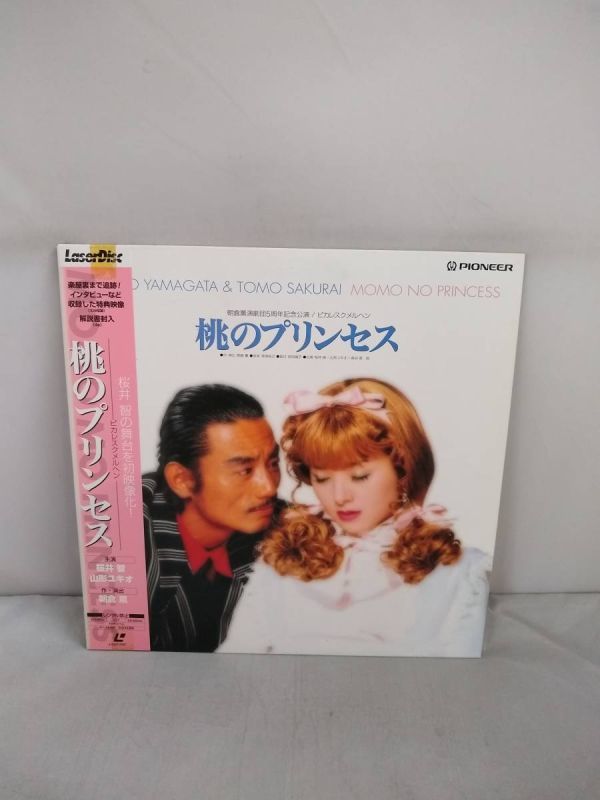 LaserDisc
楽屋裏まで追跡!
インタビューなど
収録した特典映像
解説書封入
桃のプリンセス
ピカレスクメルヘン
桜井 智の舞台を初映像化!
主演
桜井 智
山形ユキオ
作・演出
朝倉 薫
PIONEER
O YAMAGATA & TOMO SAKURAI MOMO NO PRINCESS
朝倉薫演劇団5周年記念公演/ピカレスクメルヘン
桃のプリンセス